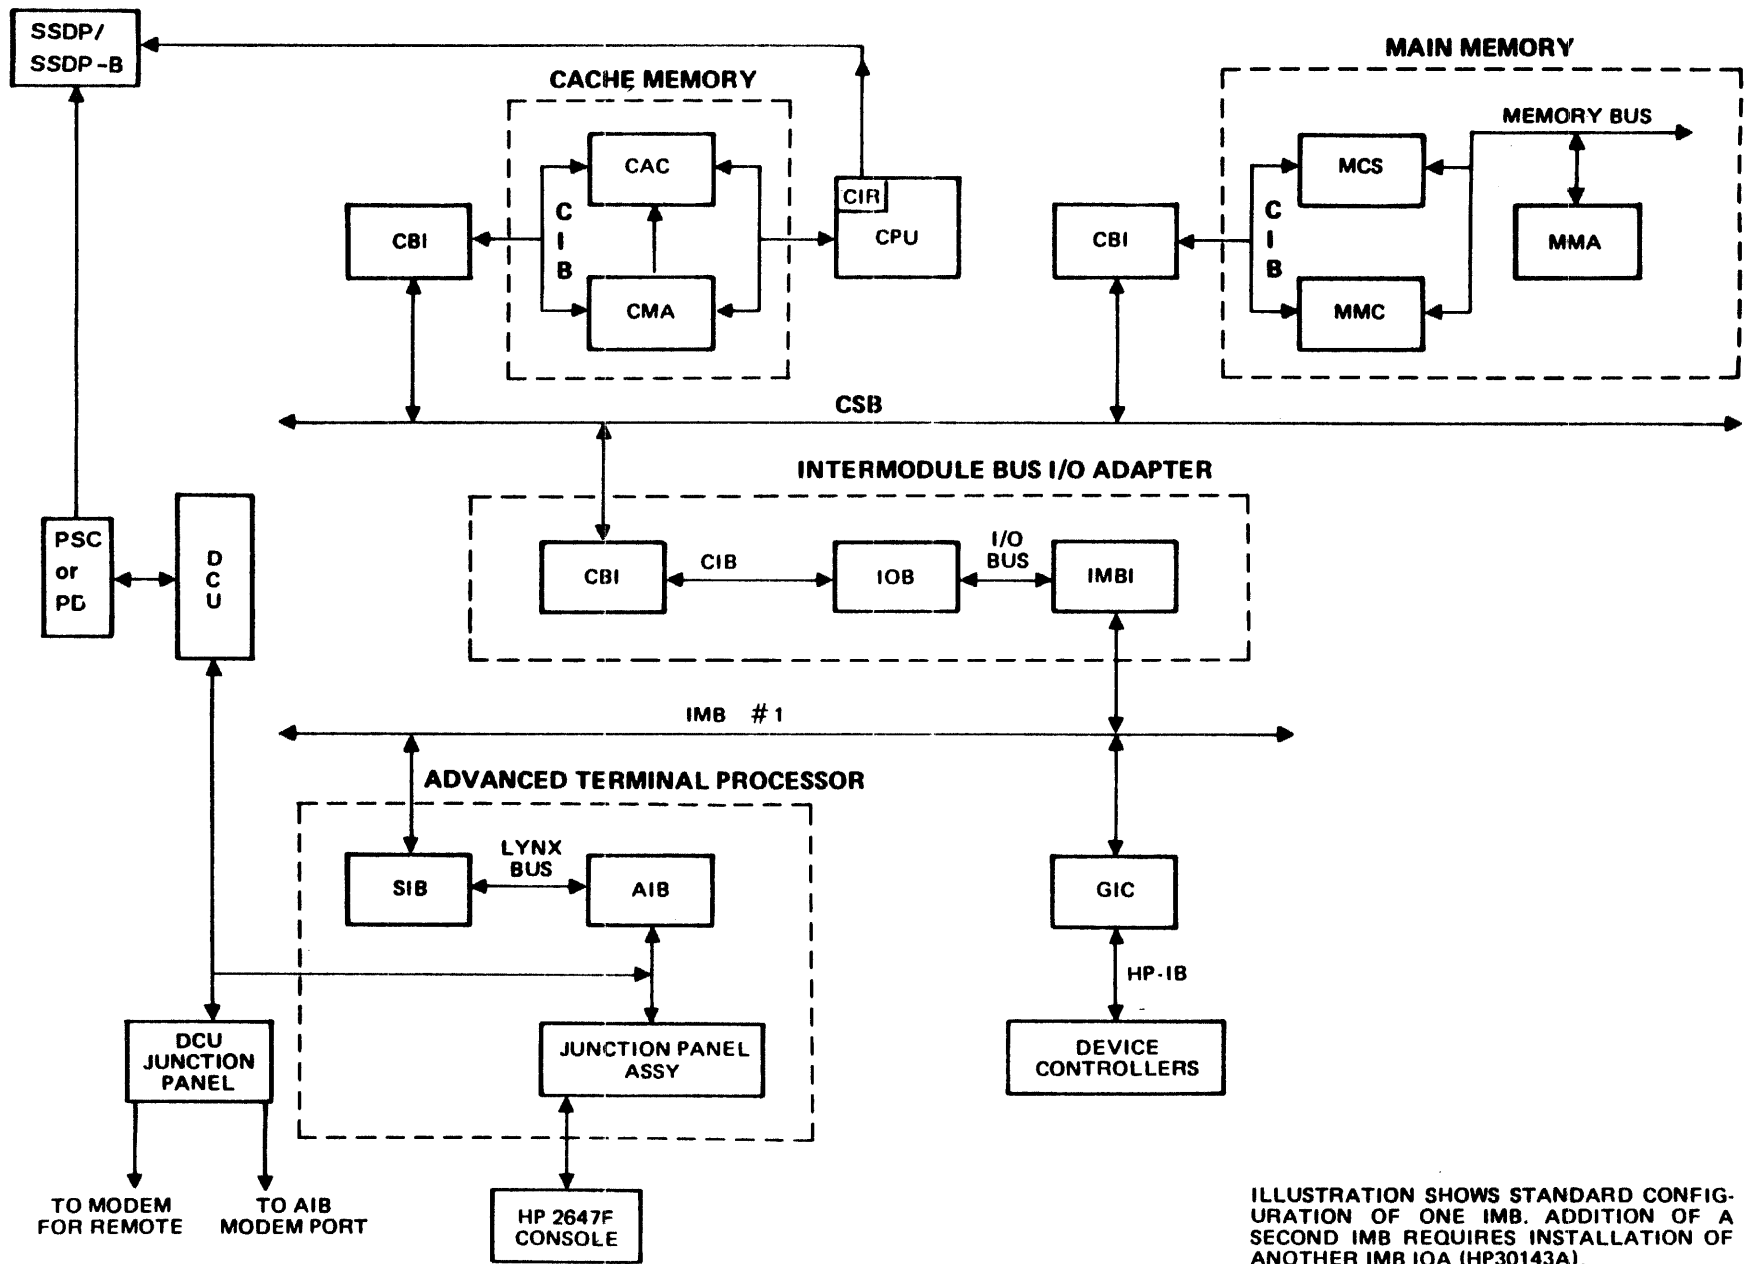 SSDP/
SSDP-B
CACHE MEMORY
MAIN MEMORY
MEMORY BUS
CAC
CIR
CPU
MCS
CBI
C
I
B
CMA
CBI
C
I
B
MMA
MMC
CSB
INTERMODULE BUS I/O ADAPTER
PSC
or
D
C
U
CBI
CIB
IOB
I/O
BUS
IMBI
IMB #1
ADVANCED TERMINAL PROCESSOR
SIB
LYNX
BUS
AIB
GIC
HP-IB
DCU
JUNCTION
PANEL
JUNCTION PANEL
ASSY
DEVICE
CONTROLLERS
TO MODEM
FOR REMOTE
TO AIB
MODEM PORT
HP 2647F
CONSOLE
ILLUSTRATION SHOWS STANDARD CONFIG-
URATION OF ONE IMB. ADDITION OF A
SECOND IMB REQUIRES INSTALLATION OF
ANOTHER IMB IOA (HP30143A).